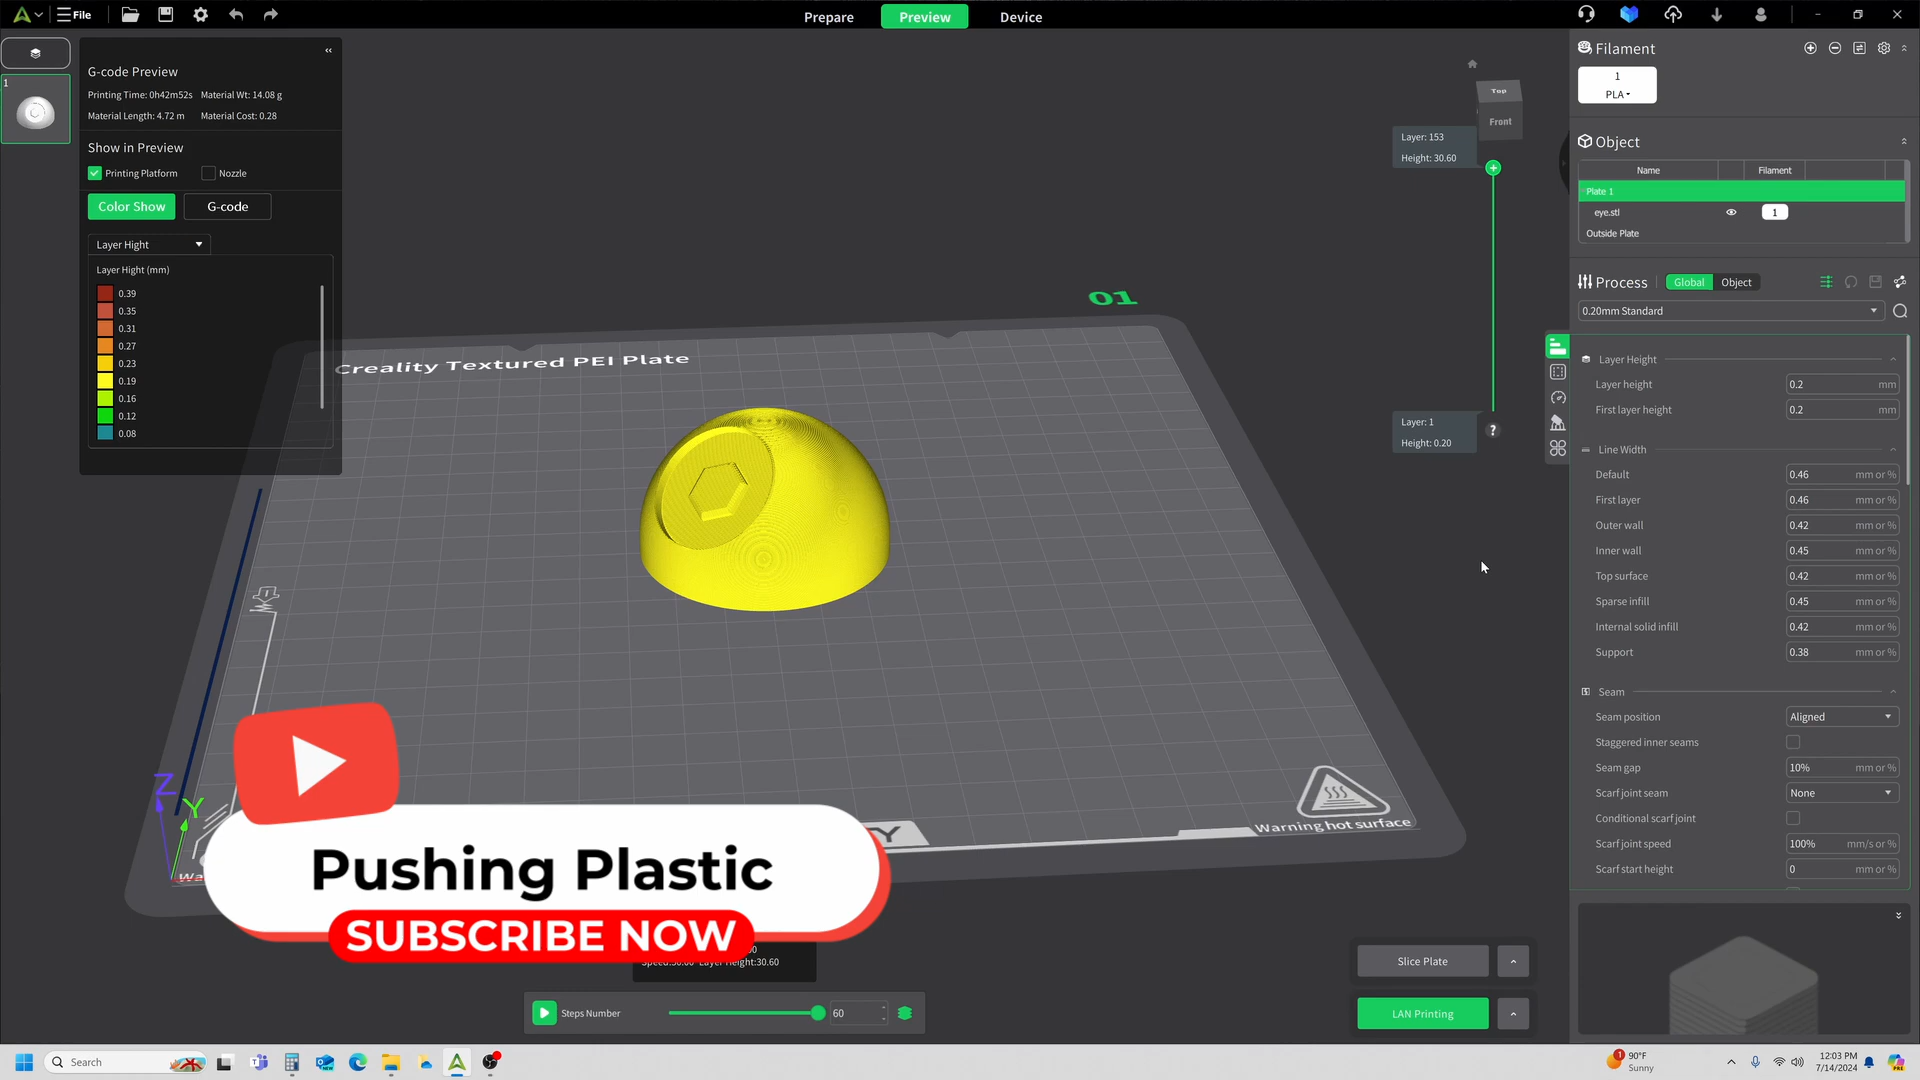 File
Prepare
Preview
Device
1
G-code Preview
Printing Time: 0h42m52s Material Wt: 14.08 g
Material Length: 4.72 m Material Cost: 0.28
Show in Preview
Printing Platform Nozzle
Color Show G-code
Layer Hight
Layer Hight (mm)
0.39
0.35
0.31
0.27
0.23
0.19
0.16
0.12
0.08
Creality Textured PEI Plate
01
Warning hot surface
Z
Y
Top
Front
Layer: 153
Height: 30.60
Layer: 1
Height: 0.20
?
Pushing Plastic
SUBSCRIBE NOW
Layer Height:30.60
Steps Number 60
Slice Plate
LAN Printing
Filament
1
PLA
Object
Name Filament
Plate 1
eye.stl 1
Outside Plate
Process Global Object
0.20mm Standard
Layer Height
Layer height 0.2 mm
First layer height 0.2 mm
Line Width
Default 0.46 mm or %
First layer 0.46 mm or %
Outer wall 0.42 mm or %
Inner wall 0.45 mm or %
Top surface 0.42 mm or %
Sparse infill 0.45 mm or %
Internal solid infill 0.42 mm or %
Support 0.38 mm or %
Seam
Seam position Aligned
Staggered inner seams
Seam gap 10% mm or %
Scarf joint seam None
Conditional scarf joint
Scarf joint speed 100% mm/s or %
Scarf start height 0 mm or %
Search
1
90°F
Sunny
12:03 PM
7/14/2024